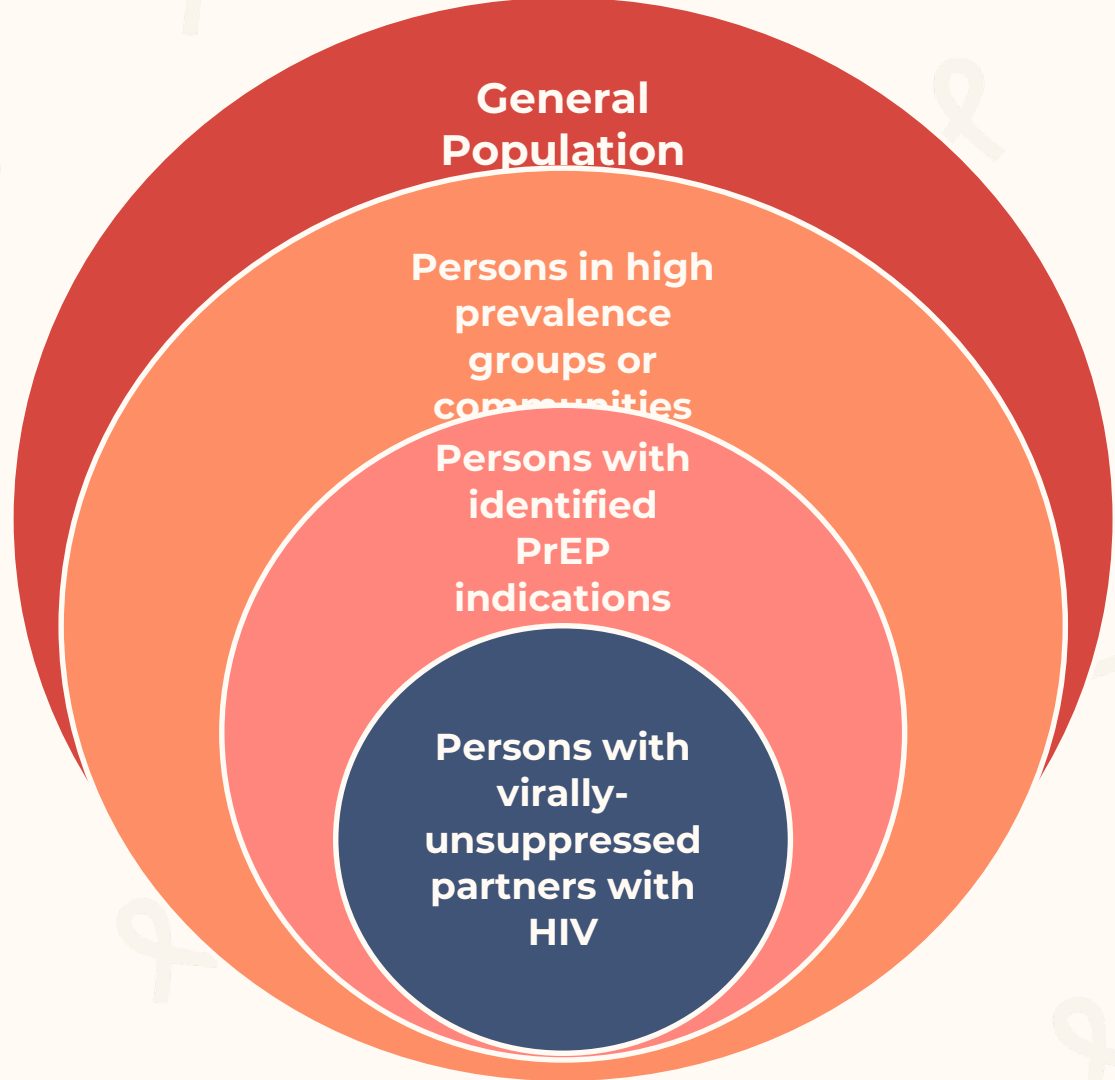 General
Population
Persons in high
prevalence
groups or
communities
Persons with
identified
PrEP
indications
Persons with
virally-
unsuppressed
partners with
HIV